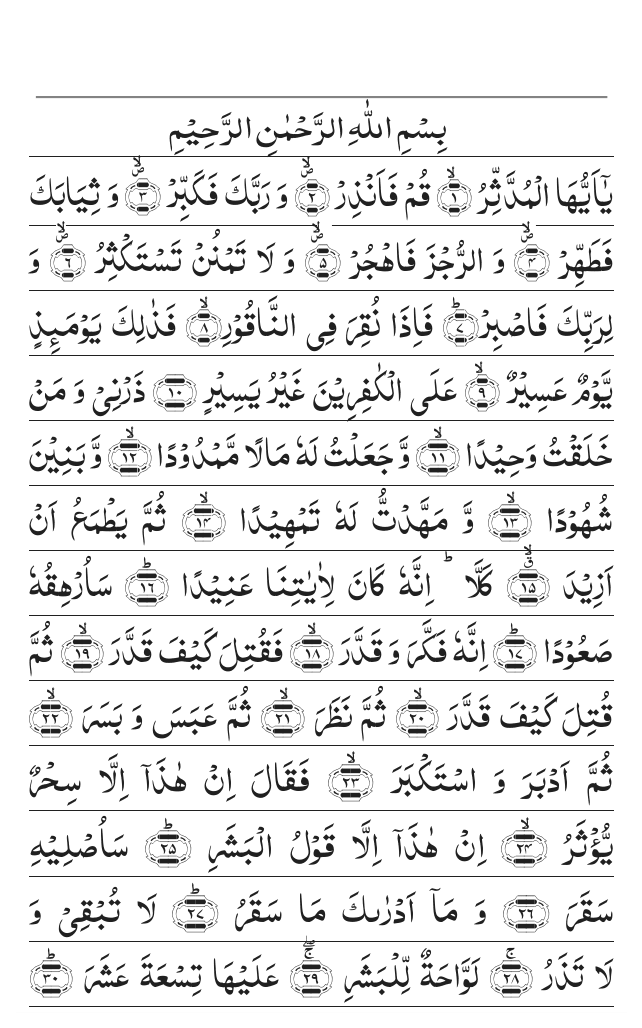 بِسْمِ اللّٰهِ الرَّحْمٰنِ الرَّحِيْمِ
يٰۤاَيُّهَا الْمُدَّثِّرُ ۙ﴿۱﴾ قُمْ فَاَنْذِرْ ۪ۙ﴿۲﴾ وَ رَبَّكَ فَكَبِّرْ ۪ۙ﴿۳﴾ وَ ثِيَابَكَ
فَطَهِّرْ ۪ۙ﴿۴﴾ وَ الرُّجْزَ فَاهْجُرْ ۪ۙ﴿۵﴾ وَ لَا تَمْنُنْ تَسْتَكْثِرُ ۪ۙ﴿۶﴾ وَ
لِرَبِّكَ فَاصْبِرْ ؕ﴿۷﴾ فَاِذَا نُقِرَ فِى النَّاقُوْرِ ۙ﴿۸﴾ فَذٰلِكَ يَوْمَىِٕذٍ
يَّوْمٌ عَسِيْرٌ ۙ﴿۹﴾ عَلَى الْكٰفِرِيْنَ غَيْرُ يَسِيْرٍ ﴿۱۰﴾ ذَرْنِىْ وَ مَنْ
خَلَقْتُ وَحِيْدًا ۙ﴿۱۱﴾ وَّ جَعَلْتُ لَهٗ مَالًا مَّمْدُوْدًا ۙ﴿۱۲﴾ وَّ بَنِيْنَ
شُهُوْدًا ۙ﴿۱۳﴾ وَّ مَهَّدْتُّ لَهٗ تَمْهِيْدًا ۙ﴿۱۴﴾ ثُمَّ يَطْمَعُ اَنْ
اَزِيْدَ ۗۙ﴿۱۵﴾ كَلَّا ؕ اِنَّهٗ كَانَ لِاٰيٰتِنَا عَنِيْدًا ؕ﴿۱۶﴾ سَاُرْهِقُهٗ
صَعُوْدًا ؕ﴿۱۷﴾ اِنَّهٗ فَكَّرَ وَ قَدَّرَ ۙ﴿۱۸﴾ فَقُتِلَ كَيْفَ قَدَّرَ ۙ﴿۱۹﴾ ثُمَّ
قُتِلَ كَيْفَ قَدَّرَ ۙ﴿۲۰﴾ ثُمَّ نَظَرَ ۙ﴿۲۱﴾ ثُمَّ عَبَسَ وَ بَسَرَ ۙ﴿۲۲﴾
ثُمَّ اَدْبَرَ وَ اسْتَكْبَرَ ۙ﴿۲۳﴾ فَقَالَ اِنْ هٰذَاۤ اِلَّا سِحْرٌ
يُّؤْثَرُ ۙ﴿۲۴﴾ اِنْ هٰذَاۤ اِلَّا قَوْلُ الْبَشَرِ ؕ﴿۲۵﴾ سَاُصْلِيْهِ
سَقَرَ ﴿۲۶﴾ وَ مَاۤ اَدْرٰىكَ مَا سَقَرُ ؕ﴿۲۷﴾ لَا تُبْقِىْ وَ
لَا تَذَرُ ۚ﴿۲۸﴾ لَوَّاحَةٌ لِّلْبَشَرِ ۚۖ﴿۲۹﴾ عَلَيْهَا تِسْعَةَ عَشَرَ ؕ﴿۳۰﴾